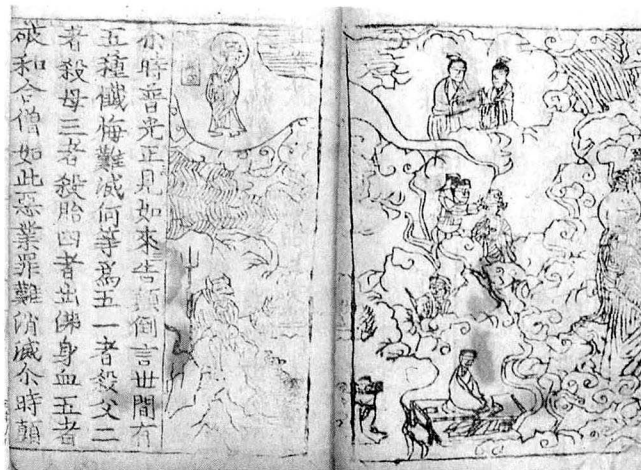 尒時普光正見如來告顛倒言世間有
五種懺悔難滅何等爲五一者殺父二
者殺母三者殺胎四者出佛身血五者
破和合僧如此惡業罪難消滅尒時顛